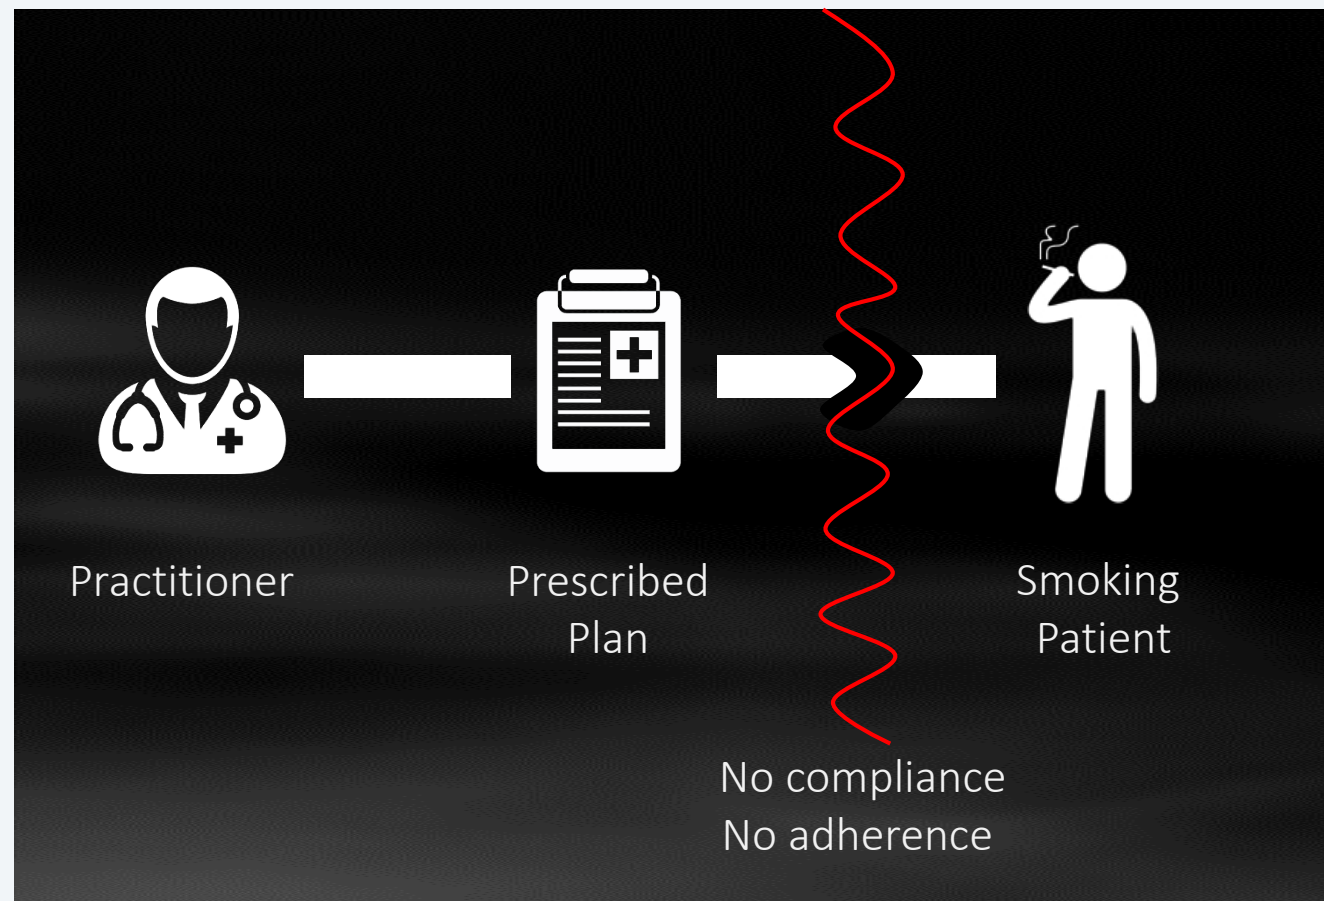 Practitioner
Prescribed
Plan
Smoking
Patient
No compliance
No adherence